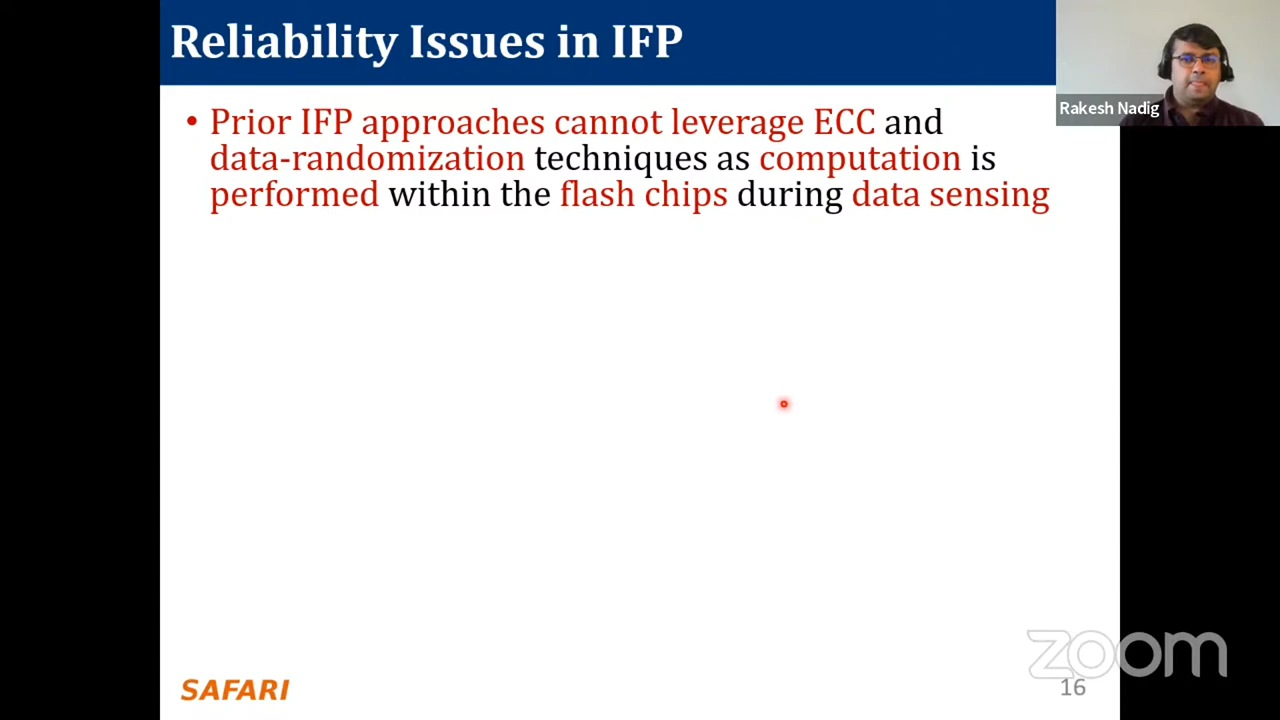 Reliability Issues in IFP
Rakesh Nadig
• Prior IFP approaches cannot leverage ECC and
data-randomization techniques as computation is
performed within the flash chips during data sensing
zoom
SAFARI
16